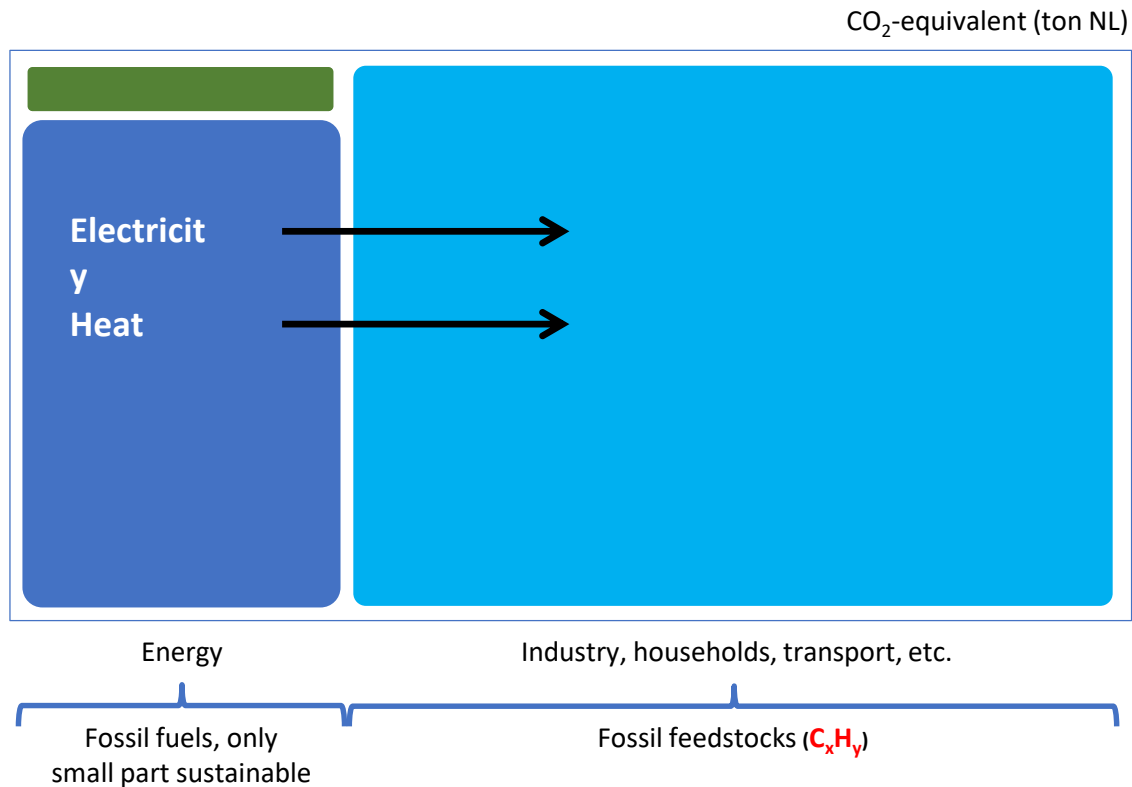 CO₂-equivalent (ton NL)
Electricit
y
Heat
Energy
Industry, households, transport, etc.
Fossil fuels, only
small part sustainable
Fossil feedstocks (CₓHᵧ)